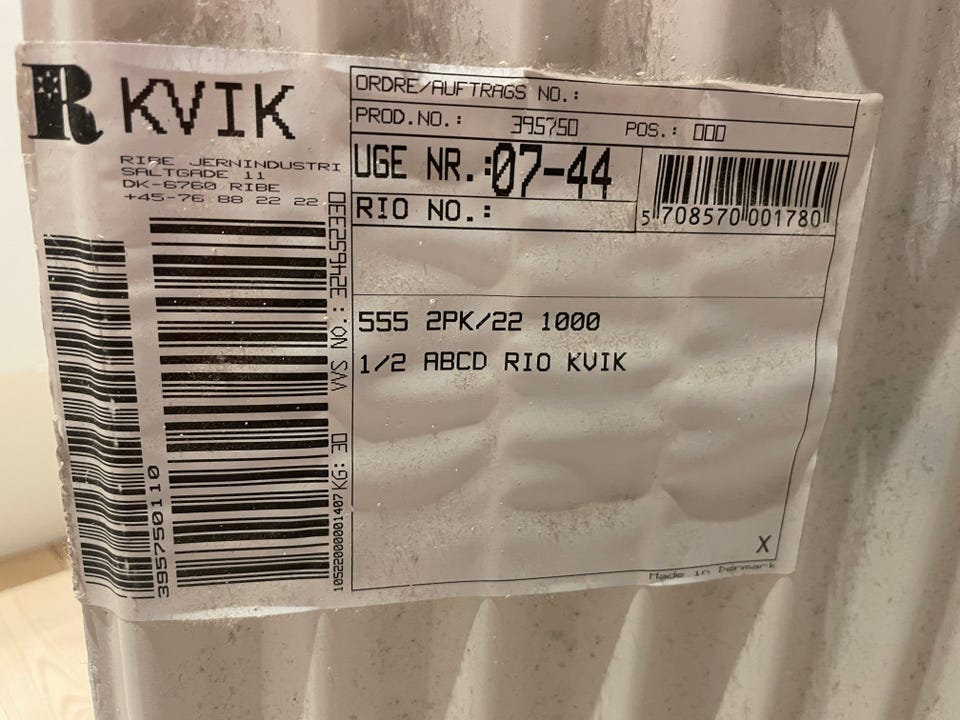 R KVIK
RIBE JERNINDUSTRI
SALTGADE 11
DK-6760 RIBE
+45-76 88 22 22
ORDRE/AUFTRAGS NO.:
PROD.NO.: 395750 POS.: 000
UGE NR.:07-44
RIO NO.:
5 708570 001780
555 2PK/22 1000
1/2 ABCD RIO KVIK
395750110
VVS NO.:
KG: 30
X
Made in Denmark